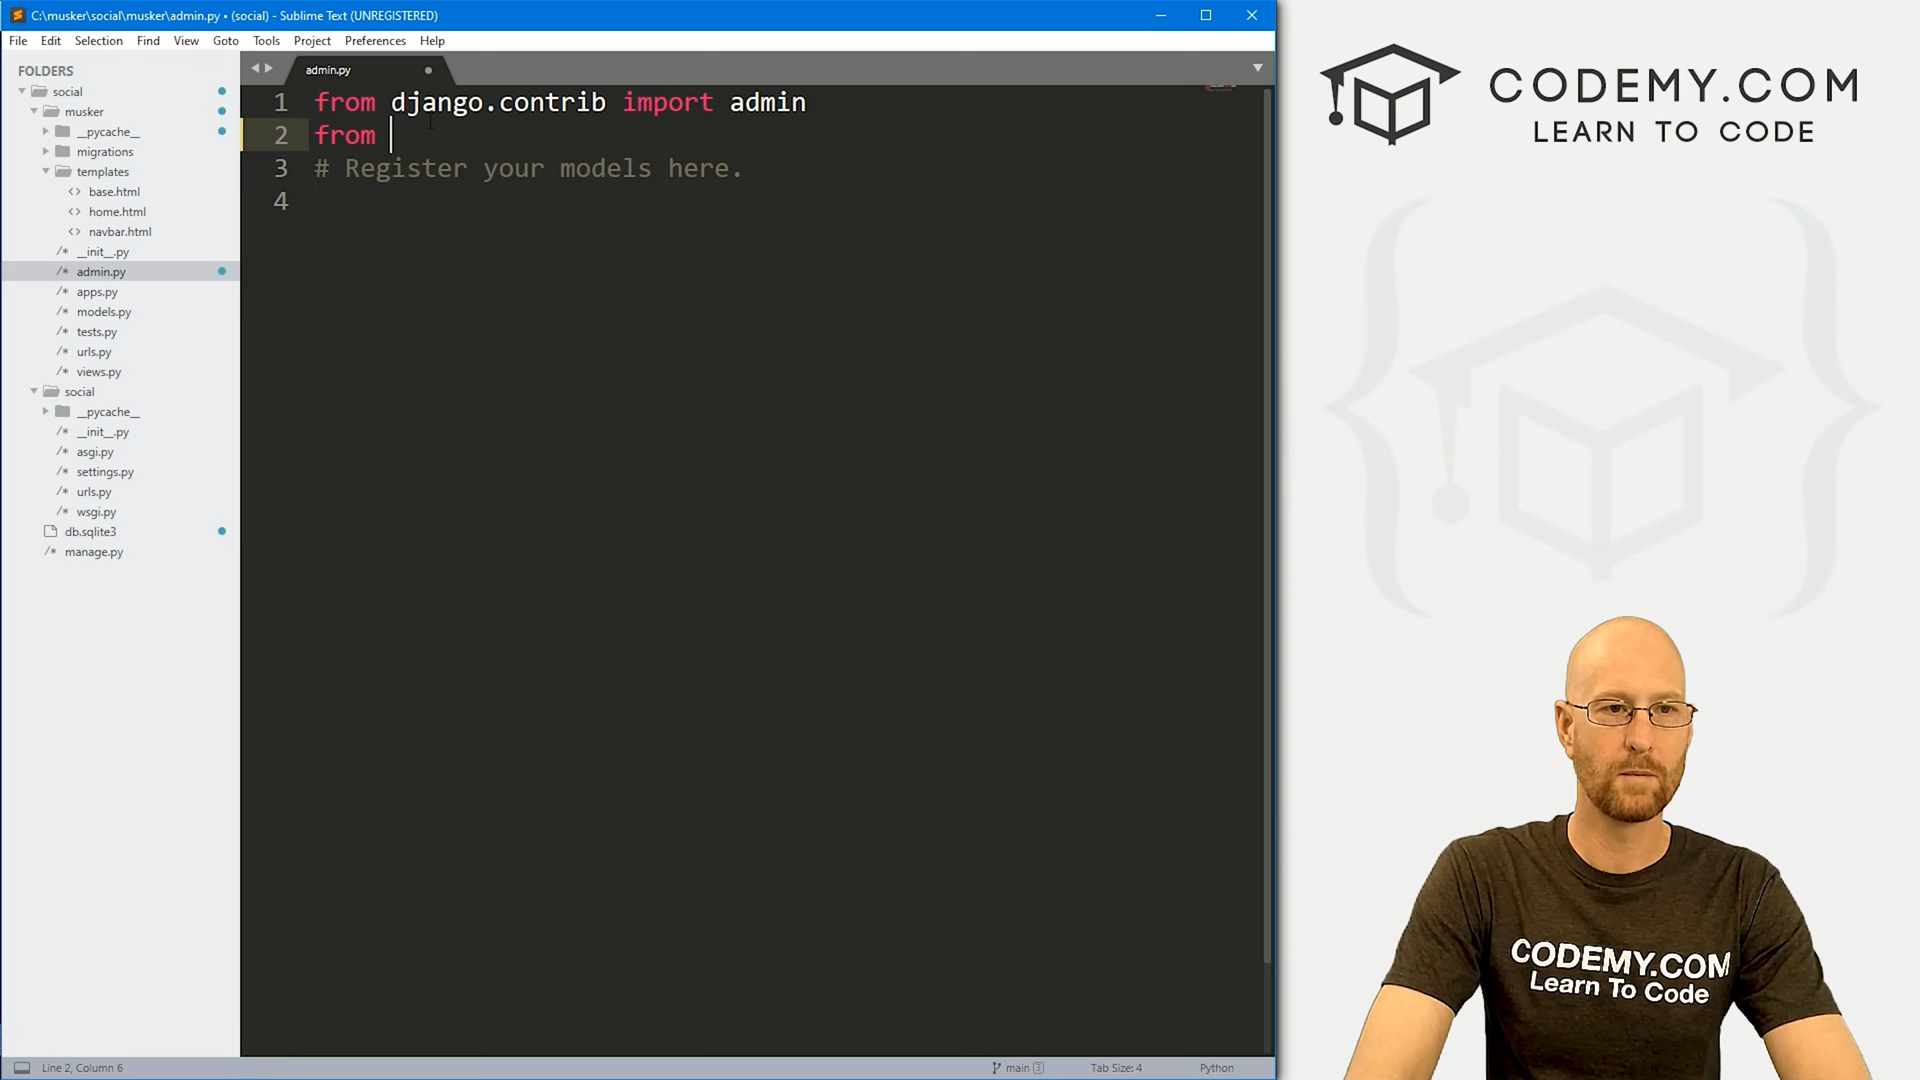 C:\musker\social\musker\admin.py • (social) - Sublime Text (UNREGISTERED)
File Edit Selection Find View Goto Tools Project Preferences Help
FOLDERS
social
musker
__pycache__
migrations
templates
<> base.html
<> home.html
<> navbar.html
/* __init__.py
/* admin.py
/* apps.py
/* models.py
/* tests.py
/* urls.py
/* views.py
social
__pycache__
/* __init__.py
/* asgi.py
/* settings.py
/* urls.py
/* wsgi.py
db.sqlite3
/* manage.py
admin.py
1 from django.contrib import admin
2 from
3 # Register your models here.
4
Line 2, Column 6
main 3
Tab Size: 4
Python
CODEMY.COM
LEARN TO CODE
CODEMY.COM
Learn To Code